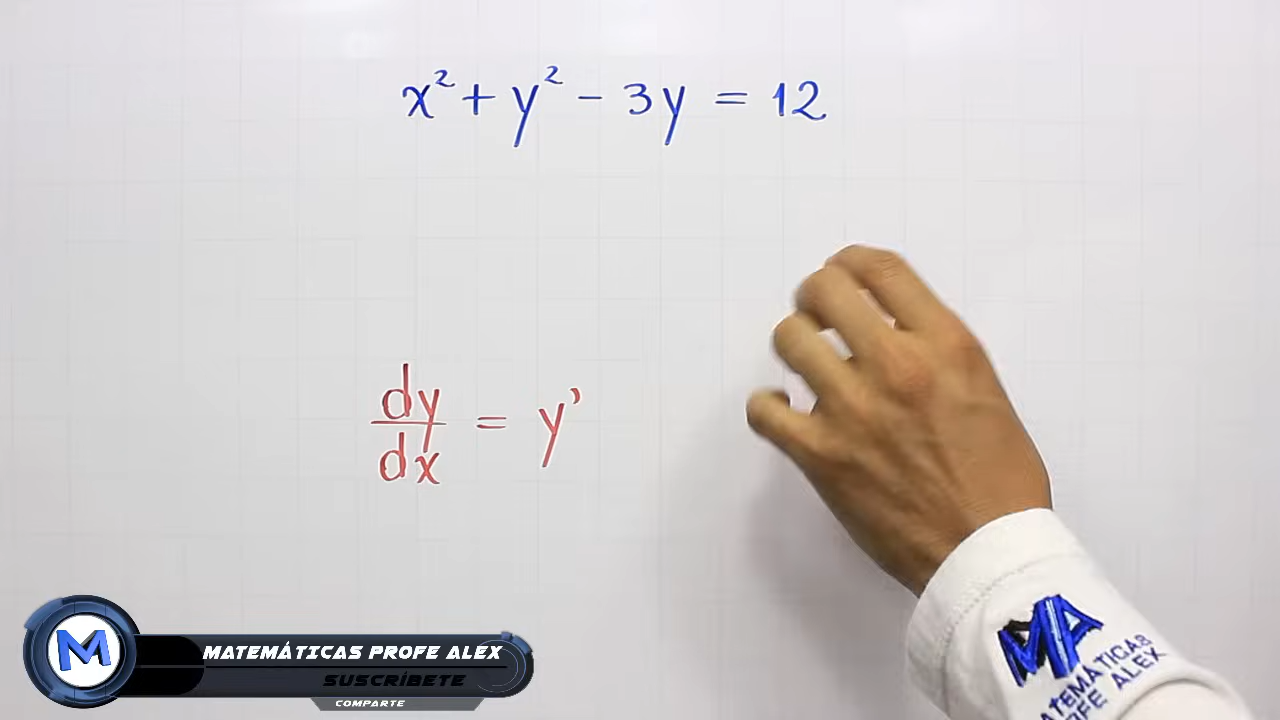 x² + y² - 3y = 12
dy/dx = y'
MATEMÁTICAS PROFE ALEX
SUSCRÍBETE
COMPARTE
MA
MATEMÁTICAS
PROFE ALEX